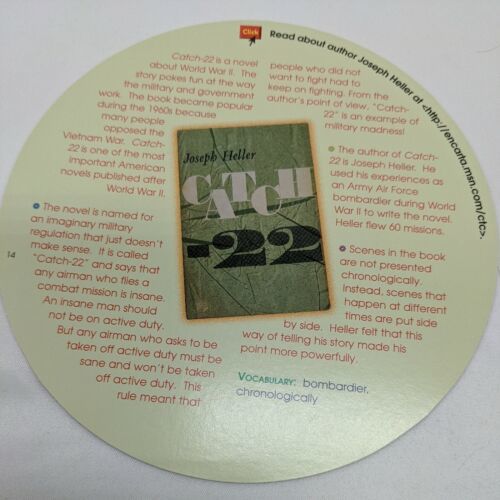 Click
Read about author Joseph Heller at <http://encarta.msn.com/ctc>.
Catch-22 is a novel
about World War II. The
story pokes fun at the way
the military and government
work. The book became popular
during the 1960s because
many people
opposed the
Vietnam War. Catch-
22 is one of the most
important American
novels published after
World War II.
The novel is named for
an imaginary military
regulation that just doesn't
make sense. It is called
"Catch-22" and says that
any airman who flies a
combat mission is insane.
An insane man should
not be on active duty.
But any airman who asks to be
taken off active duty must be
sane and won't be taken
off active duty. This
rule meant that
people who did not
want to fight had to
keep on fighting. From the
author's point of view, "Catch-
22" is an example of
military madness!
The author of Catch-
22 is Joseph Heller. He
used his experiences as
an Army Air Force
bombardier during World
War II to write the novel.
Heller flew 60 missions.
Scenes in the book
are not presented
chronologically.
Instead, scenes that
happen at different
times are put side
by side. Heller felt that this
way of telling his story made his
point more powerfully.
VOCABULARY: bombardier,
chronologically
Joseph Heller
CATCH
-22
14